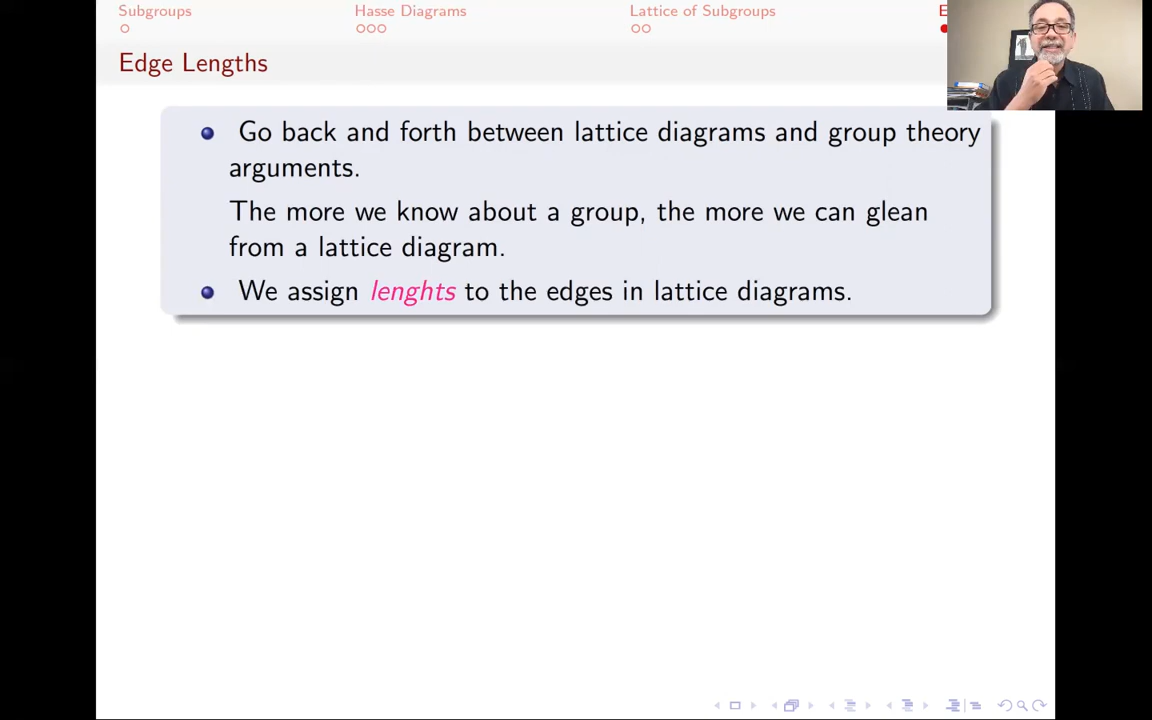 Subgroups
Hasse Diagrams
Lattice of Subgroups
E
Edge Lengths
Go back and forth between lattice diagrams and group theory
arguments.
The more we know about a group, the more we can glean
from a lattice diagram.
We assign lenghts to the edges in lattice diagrams.